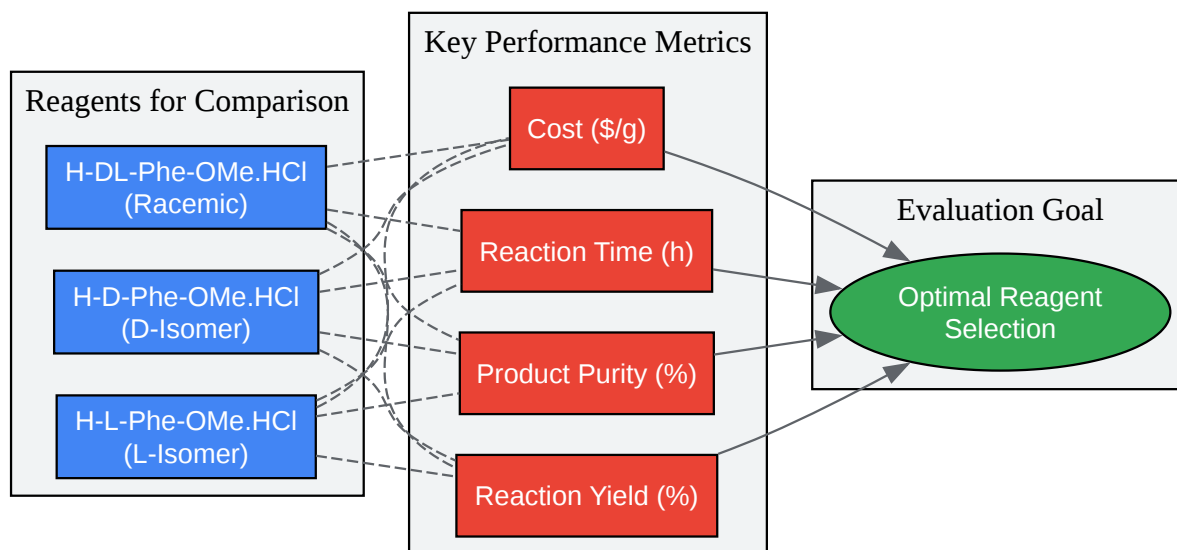 Reagents for Comparison
H-DL-Phe-OMe.HCl
(Racemic)
H-D-Phe-OMe.HCl
(D-Isomer)
H-L-Phe-OMe.HCl
(L-Isomer)
Key Performance Metrics
Cost ($/g)
Reaction Time (h)
Product Purity (%)
Reaction Yield (%)
Evaluation Goal
Optimal Reagent
Selection